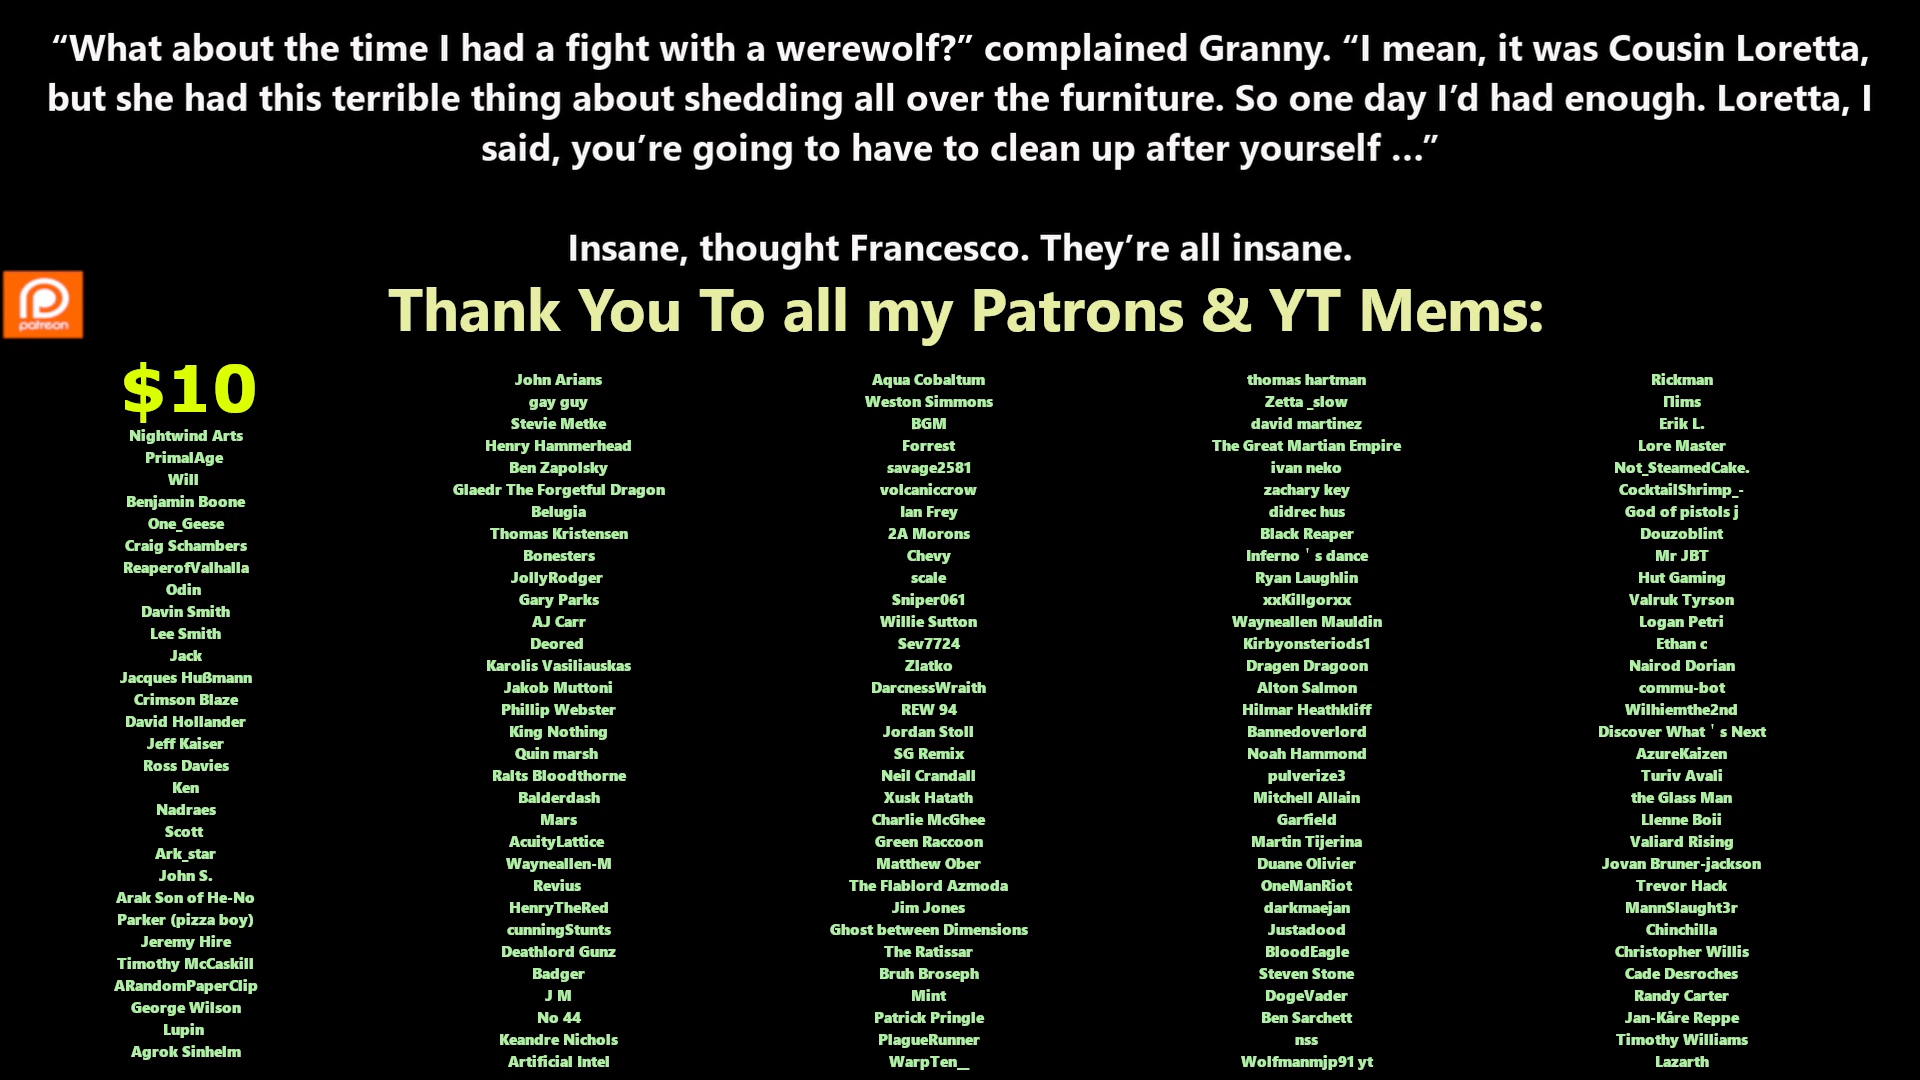 “What about the time I had a fight with a werewolf?” complained Granny. “I mean, it was Cousin Loretta,
but she had this terrible thing about shedding all over the furniture. So one day I’d had enough. Loretta, I
said, you’re going to have to clean up after yourself …”
Insane, thought Francesco. They’re all insane.
patreon
Thank You To all my Patrons & YT Mems:
$10
Nightwind Arts
PrimalAge
Will
Benjamin Boone
One_Geese
Craig Schambers
ReaperofValhalla
Odin
Davin Smith
Lee Smith
Jack
Jacques Hußmann
Crimson Blaze
David Hollander
Jeff Kaiser
Ross Davies
Ken
Nadraes
Scott
Ark_star
John S.
Arak Son of He-No
Parker (pizza boy)
Jeremy Hire
Timothy McCaskill
ARandomPaperClip
George Wilson
Lupin
Agrok Sinhelm
John Arians
gay guy
Stevie Metke
Henry Hammerhead
Ben Zapolsky
Glaedr The Forgetful Dragon
Belugia
Thomas Kristensen
Bonesters
JollyRodger
Gary Parks
AJ Carr
Deored
Karolis Vasiliauskas
Jakob Muttoni
Phillip Webster
King Nothing
Quin marsh
Ralts Bloodthorne
Balderdash
Mars
AcuityLattice
Wayneallen-M
Revius
HenryTheRed
cunningStunts
Deathlord Gunz
Badger
J M
No 44
Keandre Nichols
Artificial Intel
Aqua Cobaltum
Weston Simmons
BGM
Forrest
savage2581
volcaniccrow
Ian Frey
2A Morons
Chevy
scale
Sniper061
Willie Sutton
Sev7724
Zlatko
DarcnessWraith
REW 94
Jordan Stoll
SG Remix
Neil Crandall
Xusk Hatath
Charlie McGhee
Green Raccoon
Matthew Ober
The Flablord Azmoda
Jim Jones
Ghost between Dimensions
The Ratissar
Bruh Broseph
Mint
Patrick Pringle
PlagueRunner
WarpTen__
thomas hartman
Zetta _slow
david martinez
The Great Martian Empire
ivan neko
zachary key
didrec hus
Black Reaper
Inferno ' s dance
Ryan Laughlin
xxKillgorxx
Wayneallen Mauldin
Kirbyonsteriods1
Dragen Dragoon
Alton Salmon
Hilmar Heathkliff
Bannedoverlord
Noah Hammond
pulverize3
Mitchell Allain
Garfield
Martin Tijerina
Duane Olivier
OneManRiot
darkmaejan
Justadood
BloodEagle
Steven Stone
DogeVader
Ben Sarchett
nss
Wolfmanmjp91 yt
Rickman
Πims
Erik L.
Lore Master
Not_SteamedCake.
CocktailShrimp_-
God of pistols j
Douzoblint
Mr JBT
Hut Gaming
Valruk Tyrson
Logan Petri
Ethan c
Nairod Dorian
commu-bot
Wilhiemthe2nd
Discover What ' s Next
AzureKaizen
Turiv Avali
the Glass Man
Llenne Boii
Valiard Rising
Jovan Bruner-jackson
Trevor Hack
MannSlaught3r
Chinchilla
Christopher Willis
Cade Desroches
Randy Carter
Jan-Kåre Reppe
Timothy Williams
Lazarth